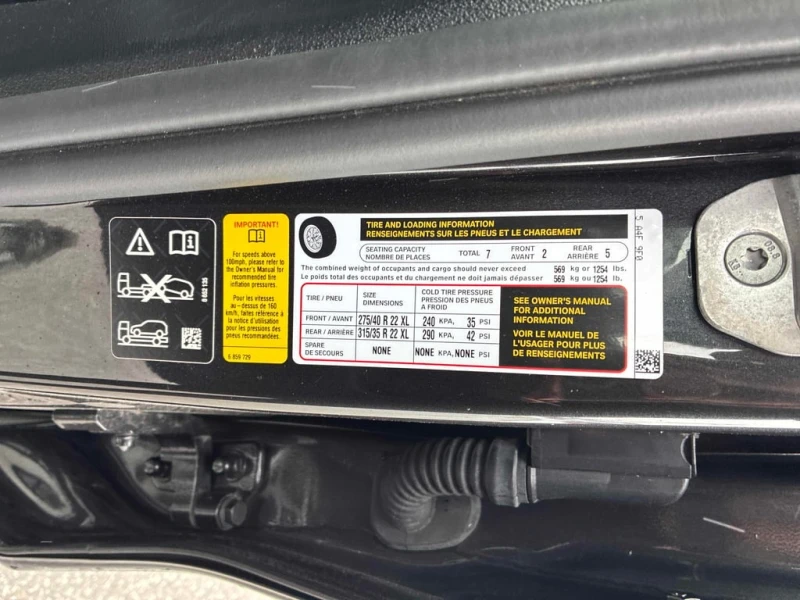 IMPORTANT!
For speeds above
100mph, please refer to
the Owner's Manual for
recommended tire
inflation pressures.
Pour les vitesses
au - dessus de 160
km/h, faites référence à
la notice d'utilisation
pour les pressions des
pneus recommandées.
6 859 729
TIRE AND LOADING INFORMATION
RENSEIGNEMENTS SUR LES PNEUS ET LE CHARGEMENT
SEATING CAPACITY
NOMBRE DE PLACES
TOTAL 7
FRONT
AVANT 2
REAR
ARRIÈRE 5
The combined weight of occupants and cargo should never exceed 569 kg or 1254 lbs.
Le poids total des occupants et du chargement ne doit jamais dépasser 569 kg ou 1254 lb.
TIRE / PNEU
SIZE
DIMENSIONS
COLD TIRE PRESSURE
PRESSION DES PNEUS
A FROID
FRONT / AVANT 275/40 R 22 XL 240 KPA, 35 PSI
REAR / ARRIÈRE 315/35 R 22 XL 290 KPA, 42 PSI
SPARE
DE SECOURS
NONE NONE KPA, NONE PSI
SEE OWNER'S MANUAL
FOR ADDITIONAL
INFORMATION
VOIR LE MANUEL DE
L'USAGER POUR PLUS
DE RENSEIGNEMENTS